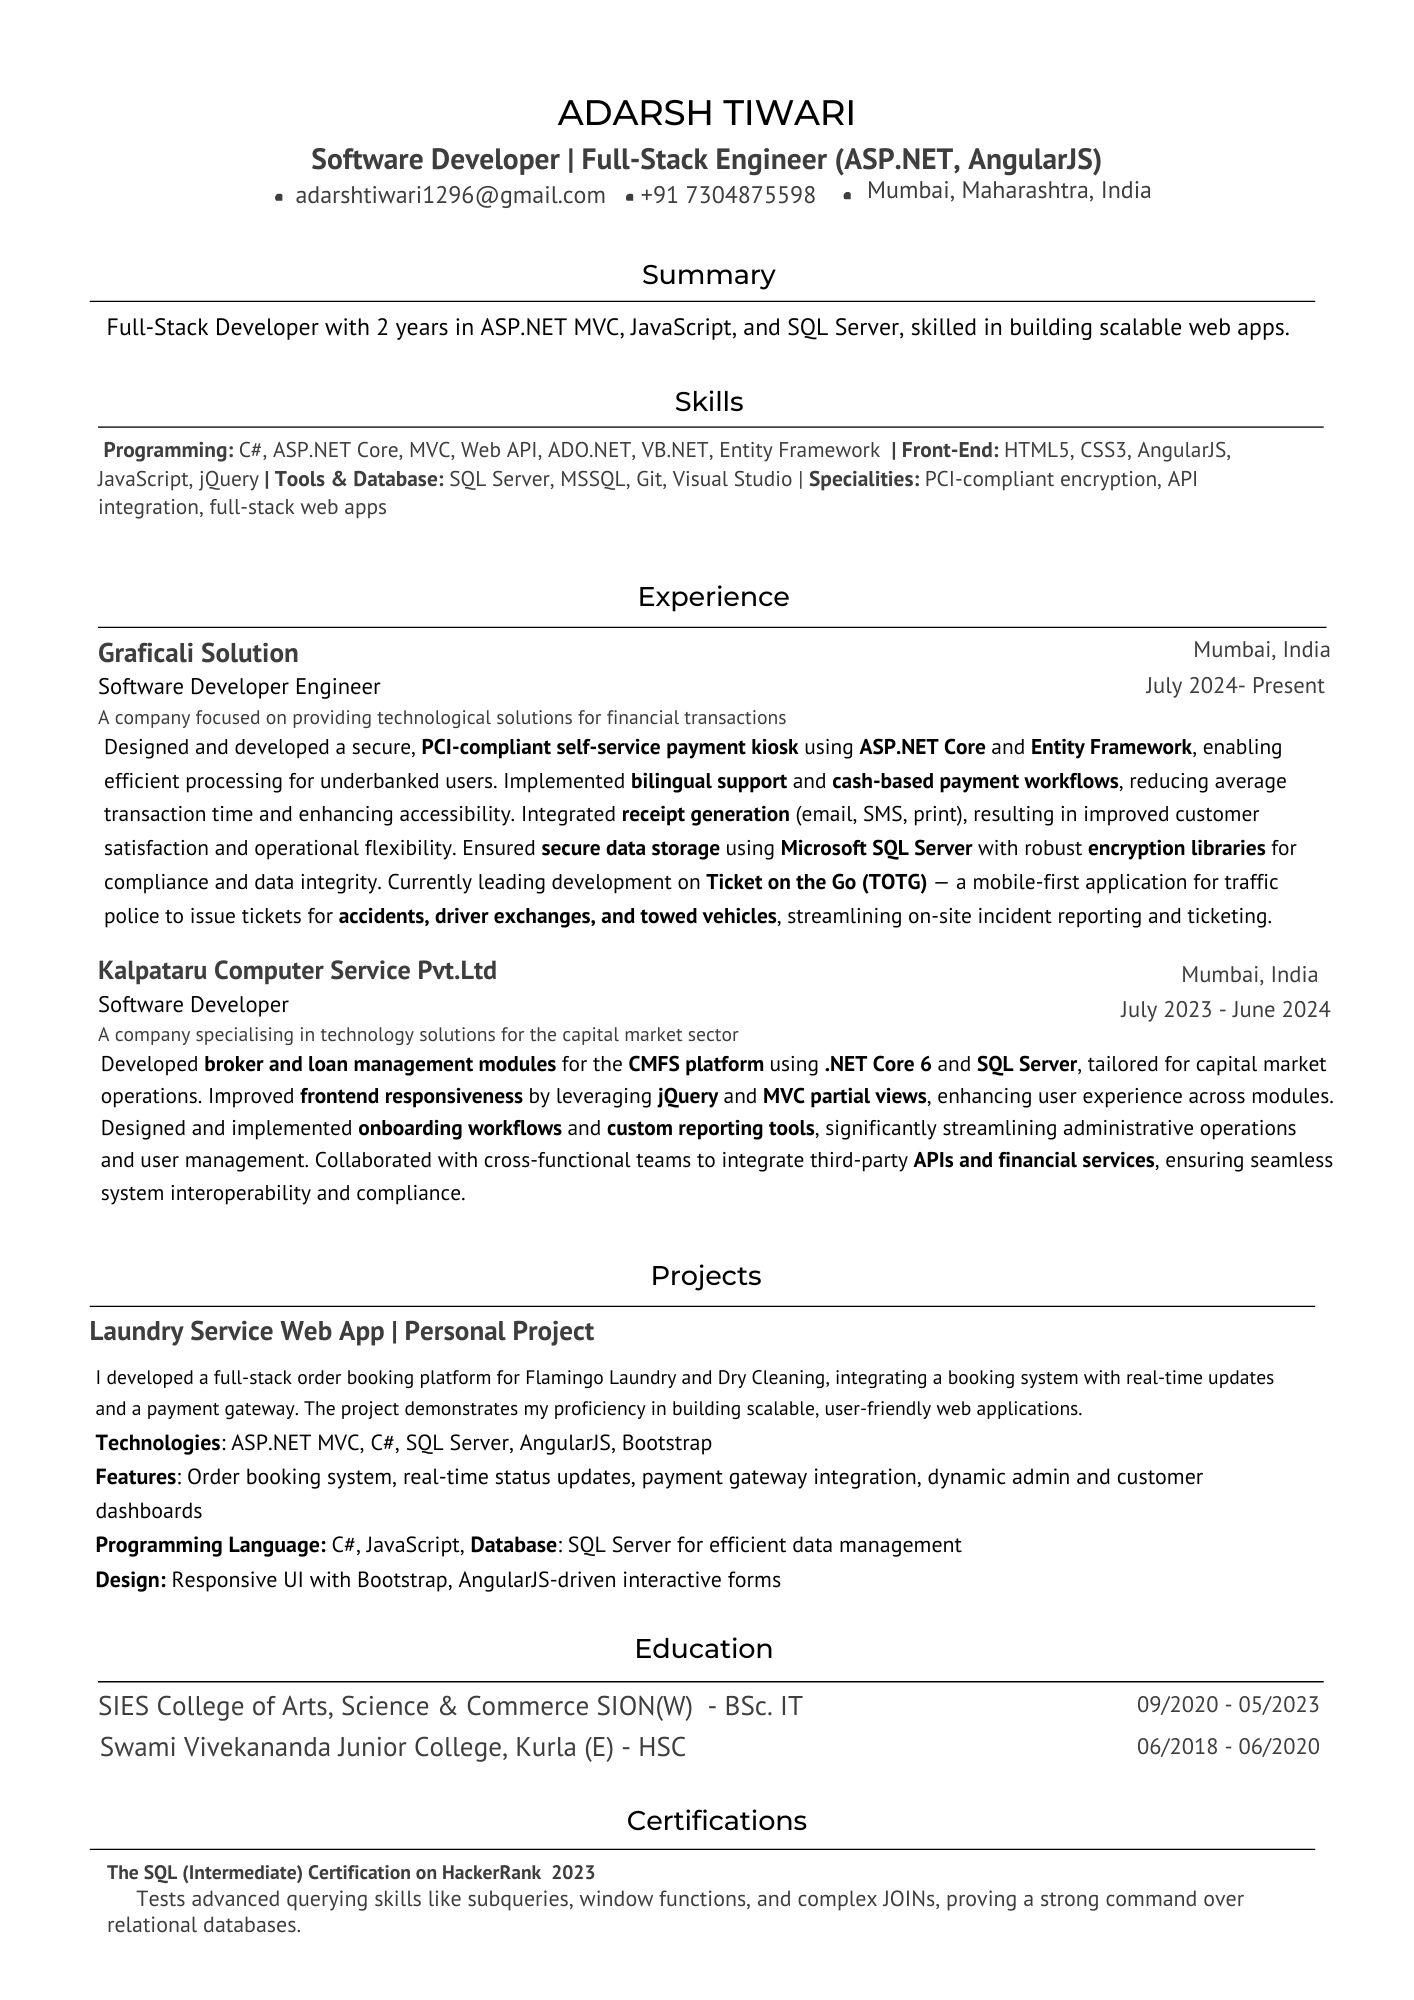 ADARSH TIWARI
Software Developer | Full-Stack Engineer (ASP.NET, AngularJS)
• adarshtiwari1296@gmail.com • +91 7304875598 • Mumbai, Maharashtra, India
Summary
Full-Stack Developer with 2 years in ASP.NET MVC, JavaScript, and SQL Server, skilled in building scalable web apps.
Skills
Programming: C#, ASP.NET Core, MVC, Web API, ADO.NET, VB.NET, Entity Framework | Front-End: HTML5, CSS3, AngularJS,
JavaScript, jQuery | Tools & Database: SQL Server, MSSQL, Git, Visual Studio | Specialities: PCI-compliant encryption, API
integration, full-stack web apps
Experience
Graficali Solution Mumbai, India
Software Developer Engineer July 2024- Present
A company focused on providing technological solutions for financial transactions
Designed and developed a secure, PCI-compliant self-service payment kiosk using ASP.NET Core and Entity Framework, enabling
efficient processing for underbanked users. Implemented bilingual support and cash-based payment workflows, reducing average
transaction time and enhancing accessibility. Integrated receipt generation (email, SMS, print), resulting in improved customer
satisfaction and operational flexibility. Ensured secure data storage using Microsoft SQL Server with robust encryption libraries for
compliance and data integrity. Currently leading development on Ticket on the Go (TOTG) — a mobile-first application for traffic
police to issue tickets for accidents, driver exchanges, and towed vehicles, streamlining on-site incident reporting and ticketing.
Kalpataru Computer Service Pvt.Ltd Mumbai, India
Software Developer July 2023 - June 2024
A company specialising in technology solutions for the capital market sector
Developed broker and loan management modules for the CMFS platform using .NET Core 6 and SQL Server, tailored for capital market
operations. Improved frontend responsiveness by leveraging jQuery and MVC partial views, enhancing user experience across modules.
Designed and implemented onboarding workflows and custom reporting tools, significantly streamlining administrative operations
and user management. Collaborated with cross-functional teams to integrate third-party APIs and financial services, ensuring seamless
system interoperability and compliance.
Projects
Laundry Service Web App | Personal Project
I developed a full-stack order booking platform for Flamingo Laundry and Dry Cleaning, integrating a booking system with real-time updates
and a payment gateway. The project demonstrates my proficiency in building scalable, user-friendly web applications.
Technologies: ASP.NET MVC, C#, SQL Server, AngularJS, Bootstrap
Features: Order booking system, real-time status updates, payment gateway integration, dynamic admin and customer
dashboards
Programming Language: C#, JavaScript, Database: SQL Server for efficient data management
Design: Responsive UI with Bootstrap, AngularJS-driven interactive forms
Education
SIES College of Arts, Science & Commerce SION(W) - BSc. IT 09/2020 - 05/2023
Swami Vivekananda Junior College, Kurla (E) - HSC 06/2018 - 06/2020
Certifications
The SQL (Intermediate) Certification on HackerRank 2023
Tests advanced querying skills like subqueries, window functions, and complex JOINs, proving a strong command over
relational databases.